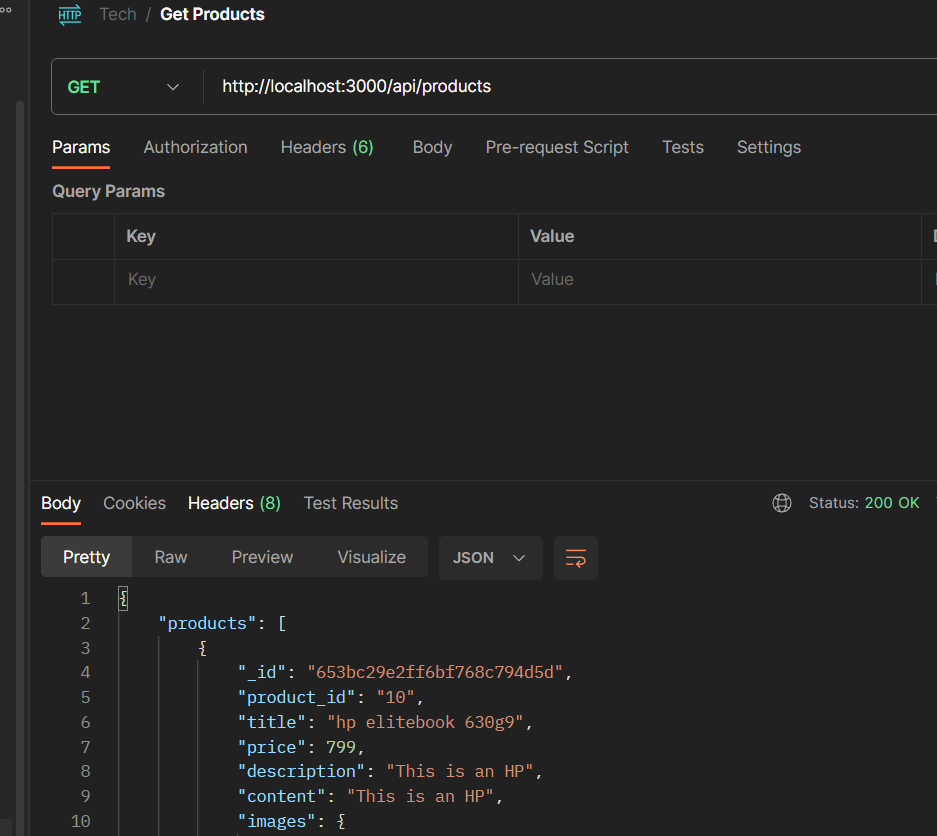 HTTP Tech / Get Products
GET http://localhost:3000/api/products
Params Authorization Headers (6) Body Pre-request Script Tests Settings
Query Params
Key Value
Key Value
Body Cookies Headers (8) Test Results Status: 200 OK
Pretty Raw Preview Visualize JSON
1 {
2 "products": [
3 {
4 "_id": "653bc29e2ff6bf768c794d5d",
5 "product_id": "10",
6 "title": "hp elitebook 630g9",
7 "price": 799,
8 "description": "This is an HP",
9 "content": "This is an HP",
10 "images": {